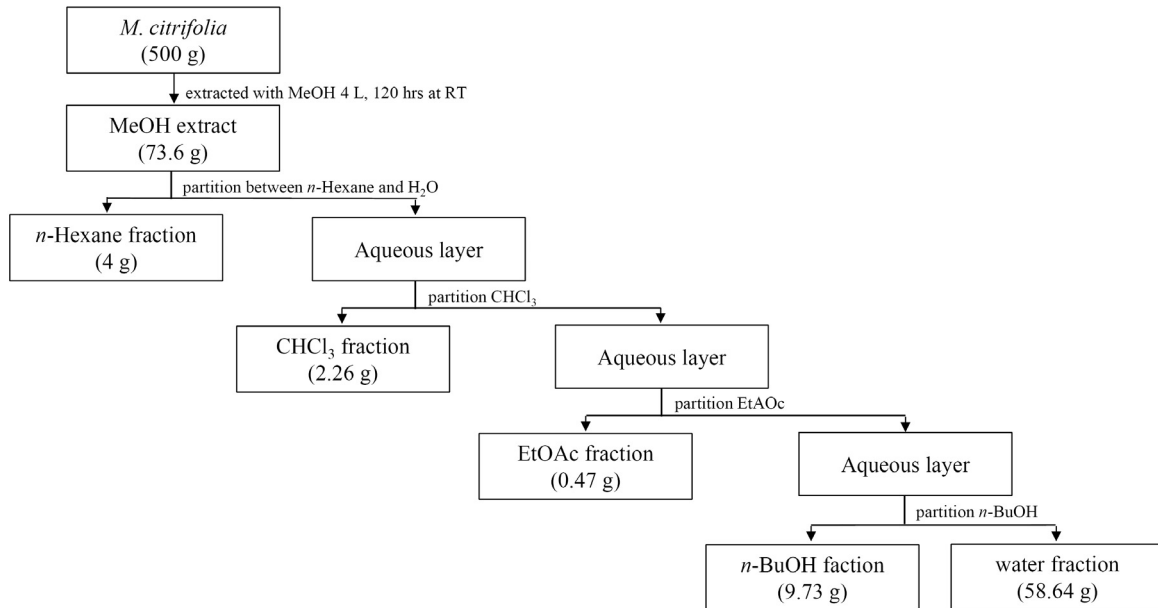 M. citrifolia
(500 g)
extracted with MeOH 4 L, 120 hrs at RT
MeOH extract
(73.6 g)
partition between n-Hexane and H₂O
n-Hexane fraction
(4 g)
Aqueous layer
partition CHCl₃
CHCl₃ fraction
(2.26 g)
Aqueous layer
partition EtAOc
EtOAc fraction
(0.47 g)
Aqueous layer
partition n-BuOH
n-BuOH faction
(9.73 g)
water fraction
(58.64 g)